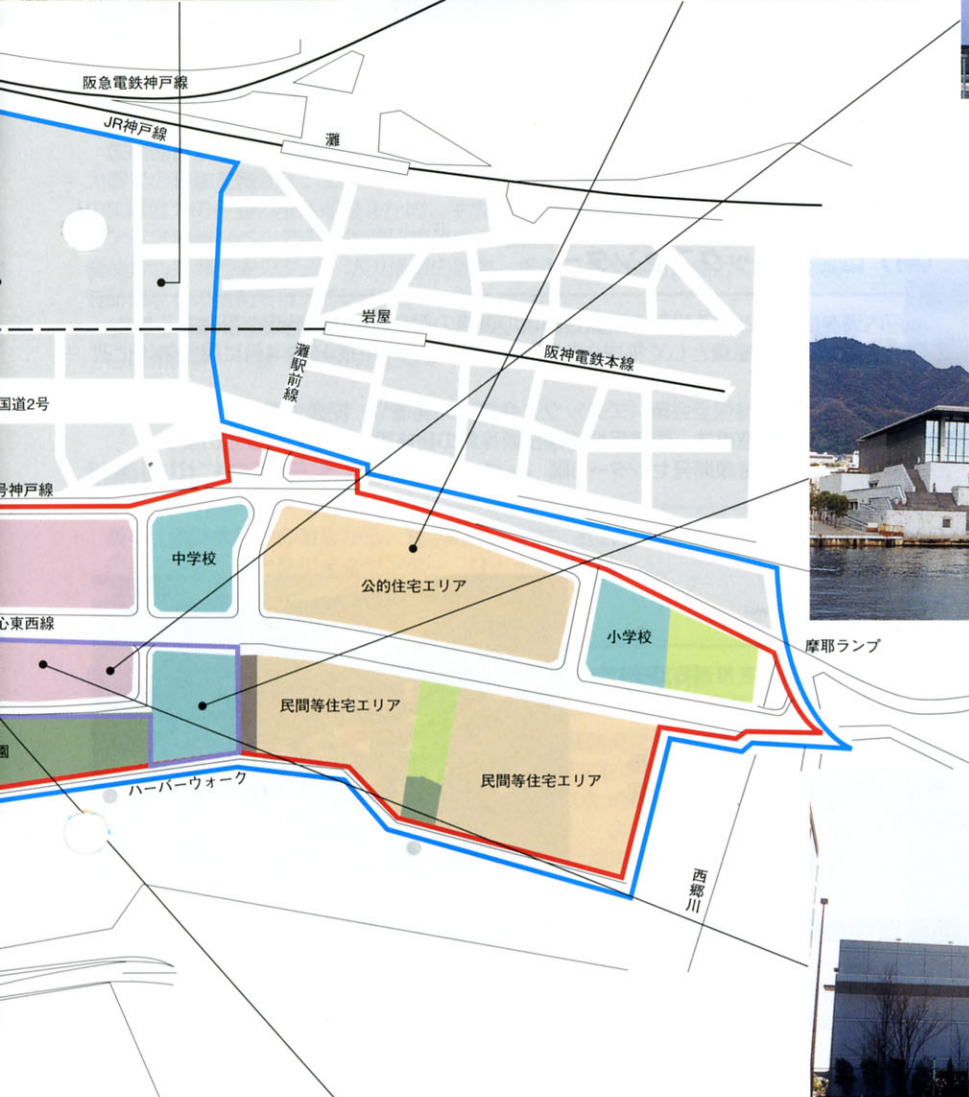 阪急電鉄神戸線
JR神戸線
灘
岩屋
灘駅前線
阪神電鉄本線
国道2号
号神戸線
中学校
公的住宅エリア
小学校
心東西線
摩耶ランプ
民間等住宅エリア
園
ハーバーウォーク
民間等住宅エリア
西郷川